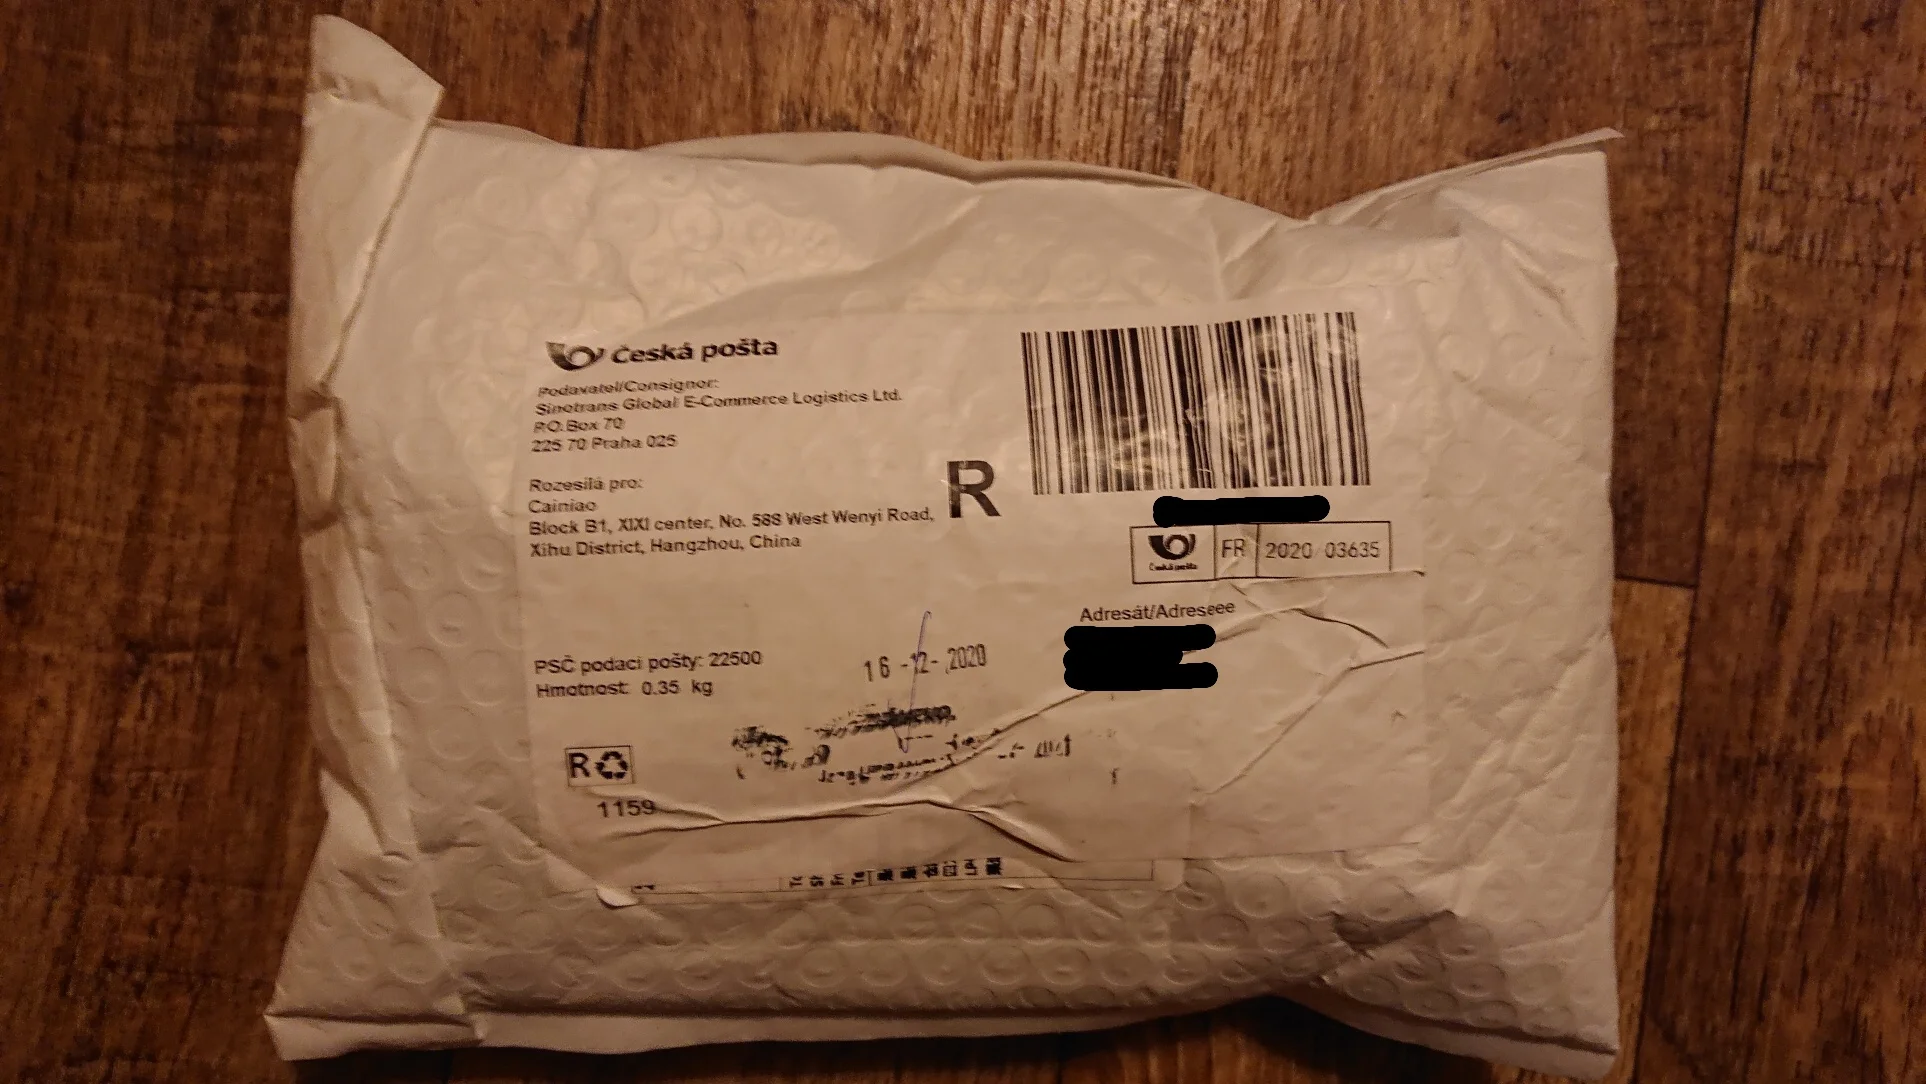 Česká pošta
Podavatel/Consignor:
Sinotrans Global E-Commerce Logistics Ltd.
P.O.Box 70
225 70 Praha 025
Rozesílá pro:
Cainiao
Block B1, XIXI center, No. 588 West Wenyi Road,
Xihu District, Hangzhou, China
R
Česká pošta FR 2020 03635
Adresát/Adreseee
PSČ podací pošty: 22500
Hmotnost: 0.35 kg
16 -12- 2020
R
1159